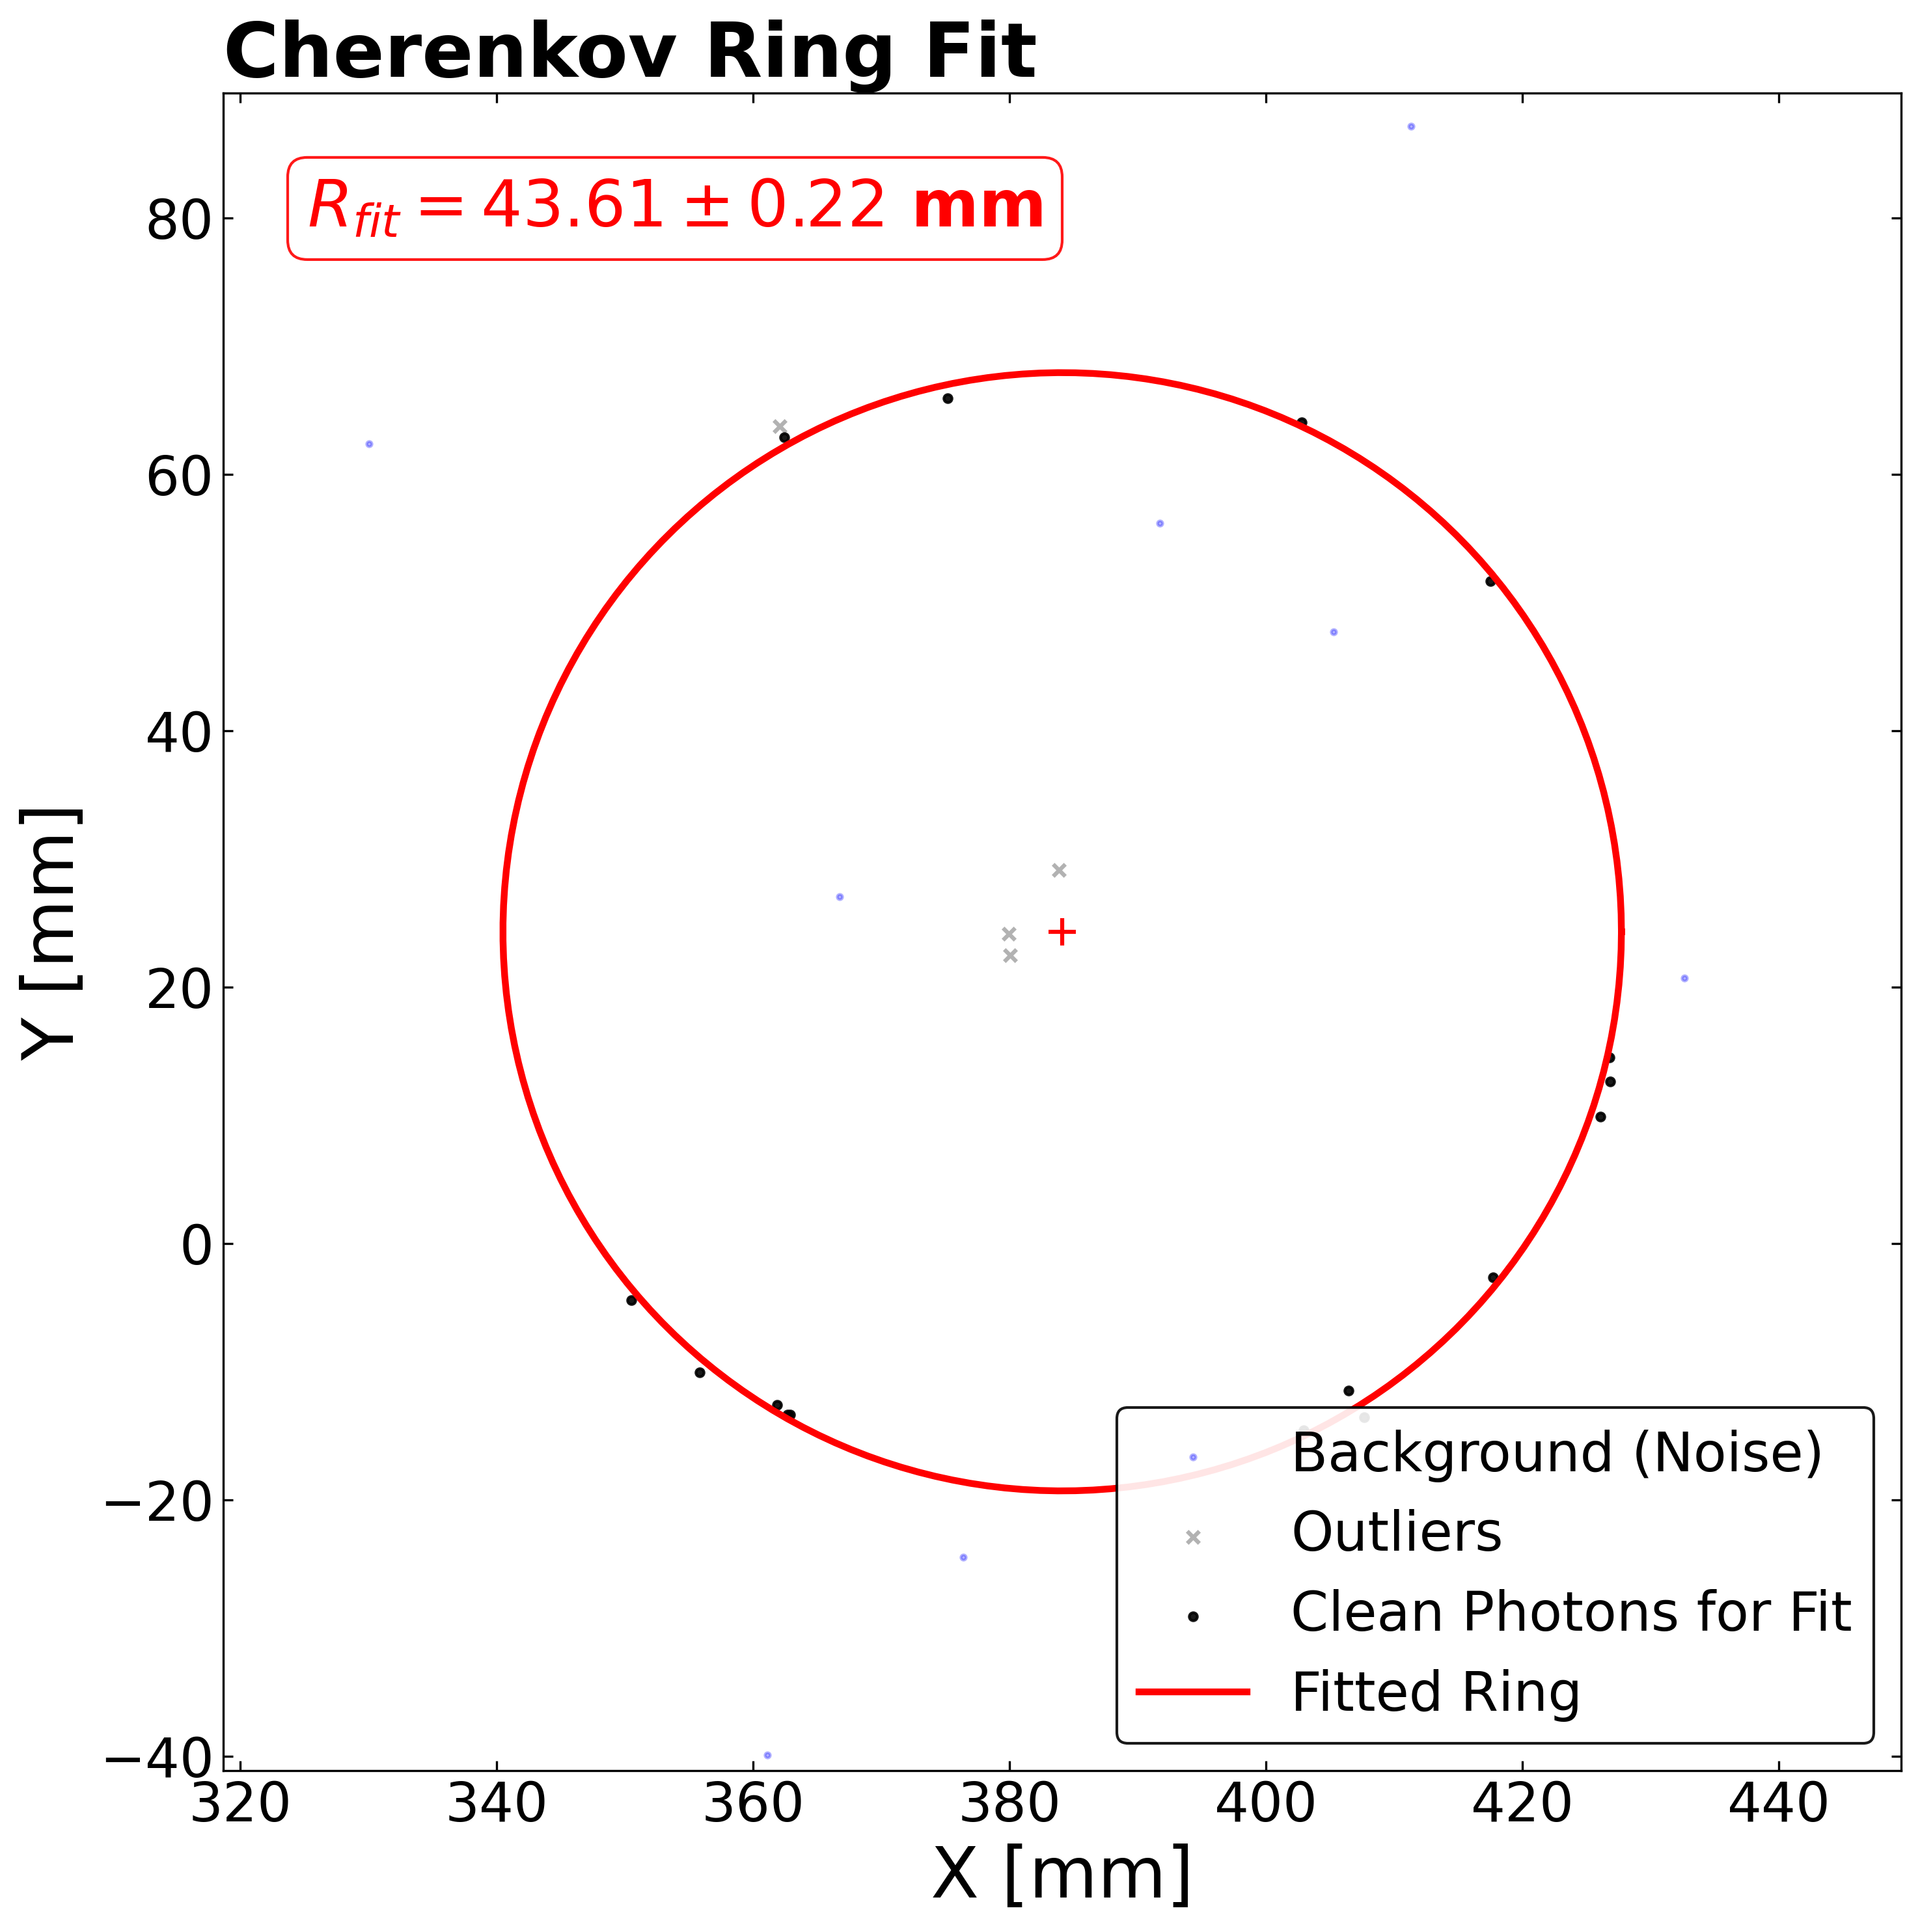 Cherenkov Ring Fit
R_fit = 43.61 ± 0.22 mm
80
60
40
20
0
−20
−40
Y [mm]
Background (Noise)
Outliers
Clean Photons for Fit
Fitted Ring
320 340 360 380 400 420 440
X [mm]